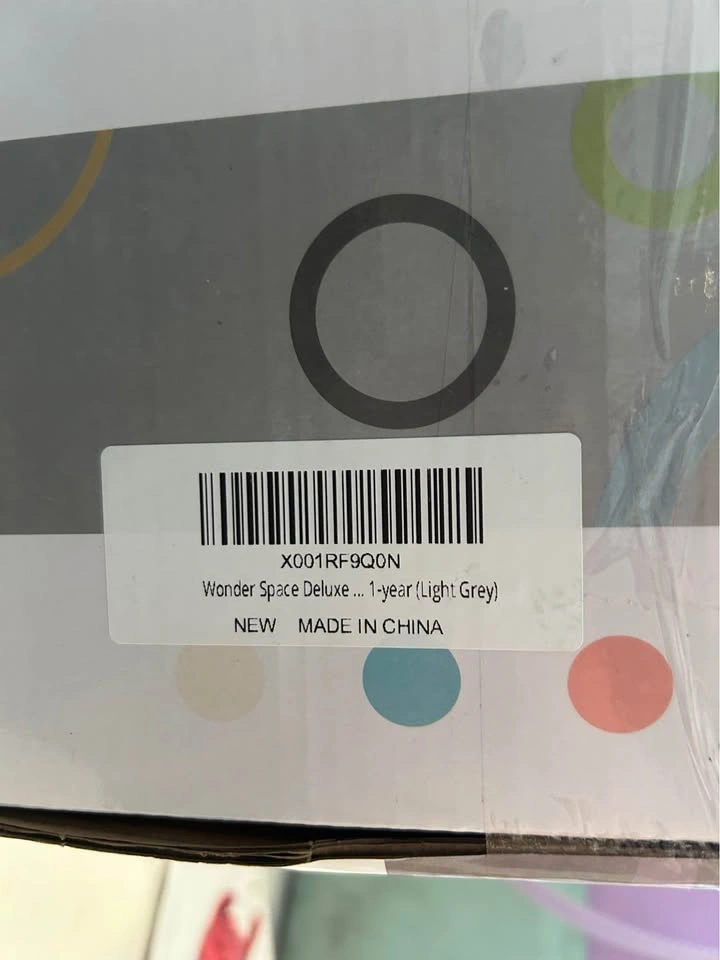 X001RF9Q0N
Wonder Space Deluxe ... 1-year (Light Grey)
NEW MADE IN CHINA